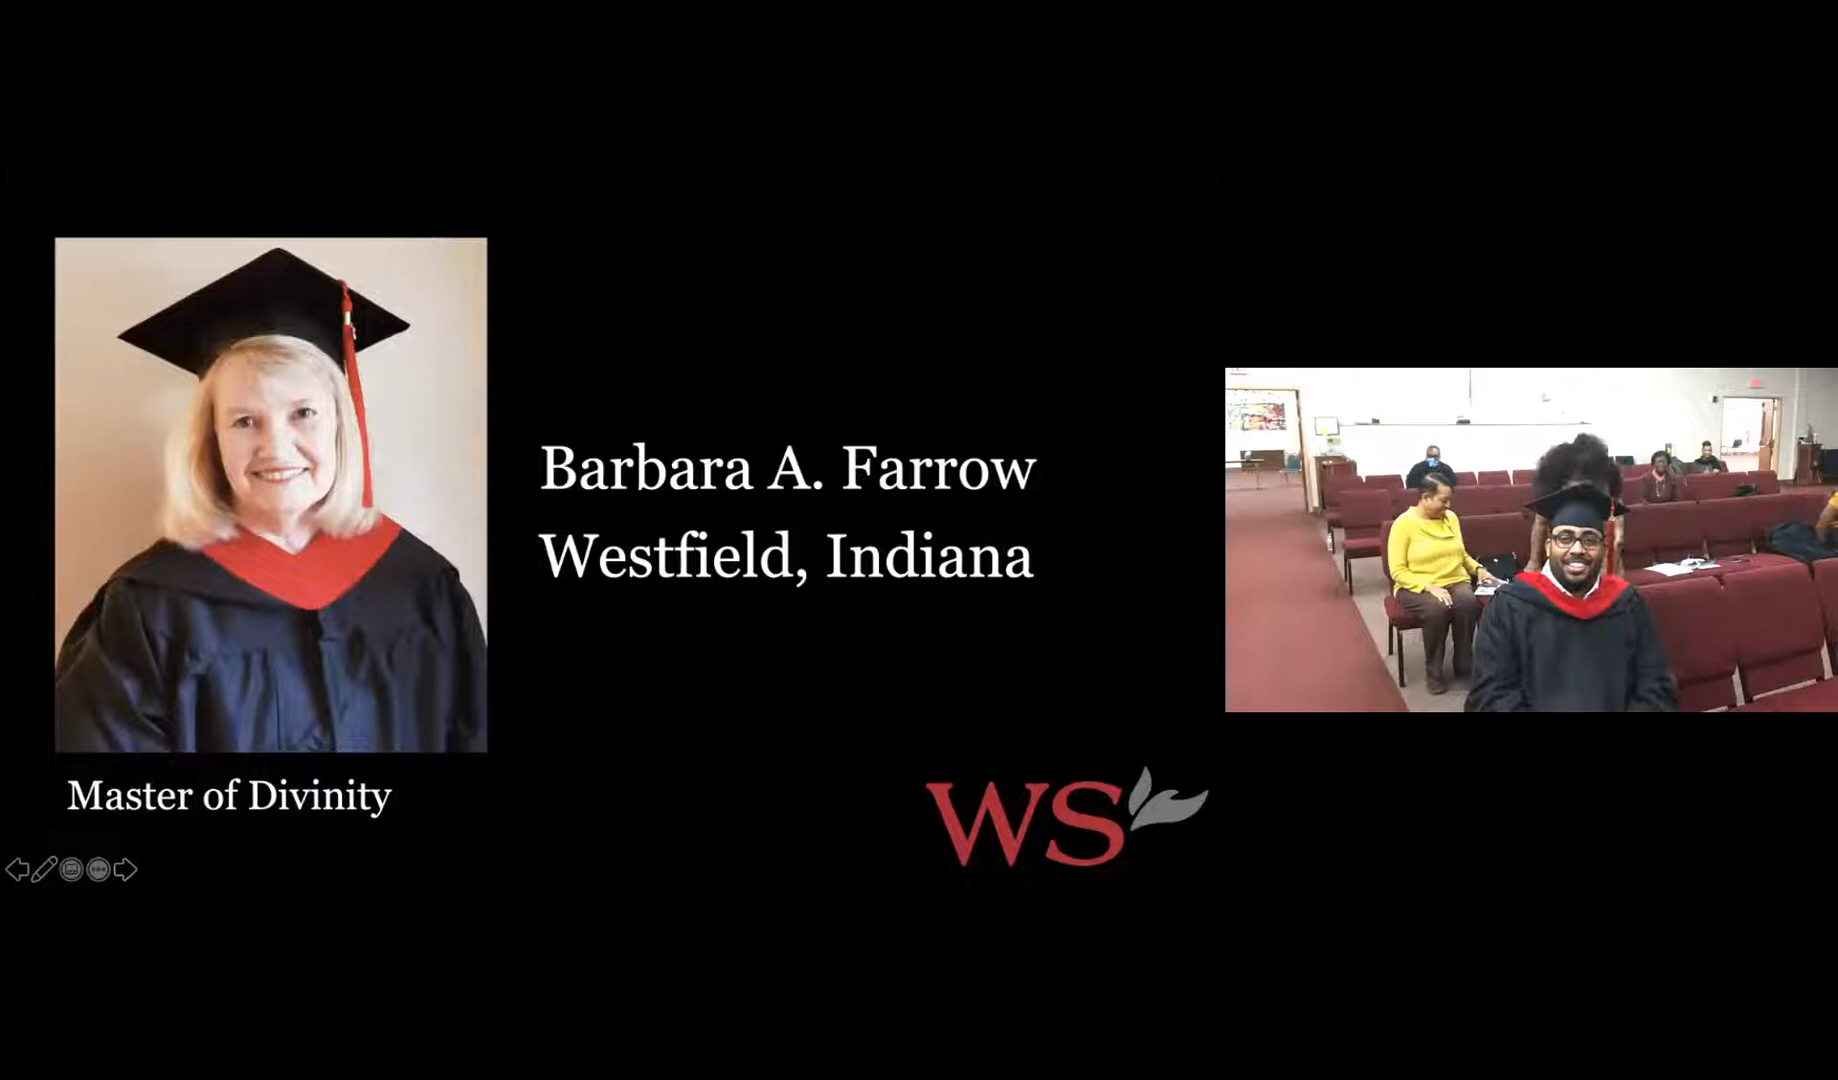 Barbara A. Farrow
Westfield, Indiana
Master of Divinity
WS